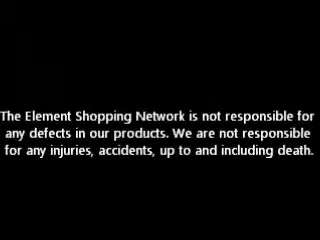 The Element Shopping Network is not responsible for
any defects in our products. We are not responsible
for any injuries, accidents, up to and including death.